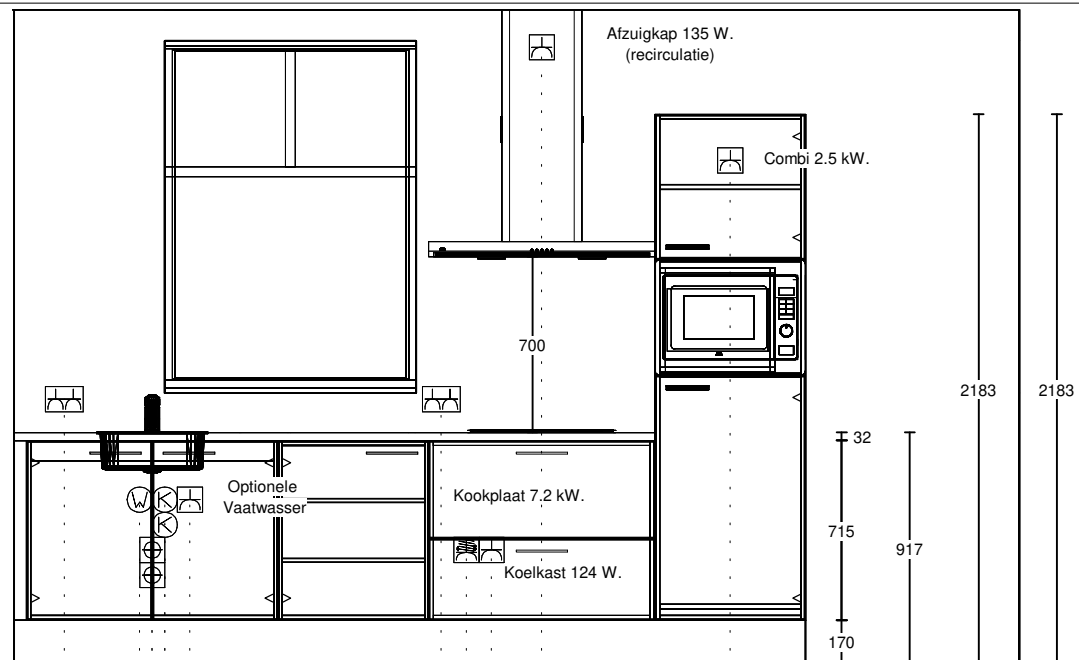 Afzuigkap 135 W.
(recirculatie)
Combi 2.5 kW.
700
2183
2183
32
Optionele
Vaatwasser
Kookplaat 7.2 kW.
W
K
K
715
917
Koelkast 124 W.
170